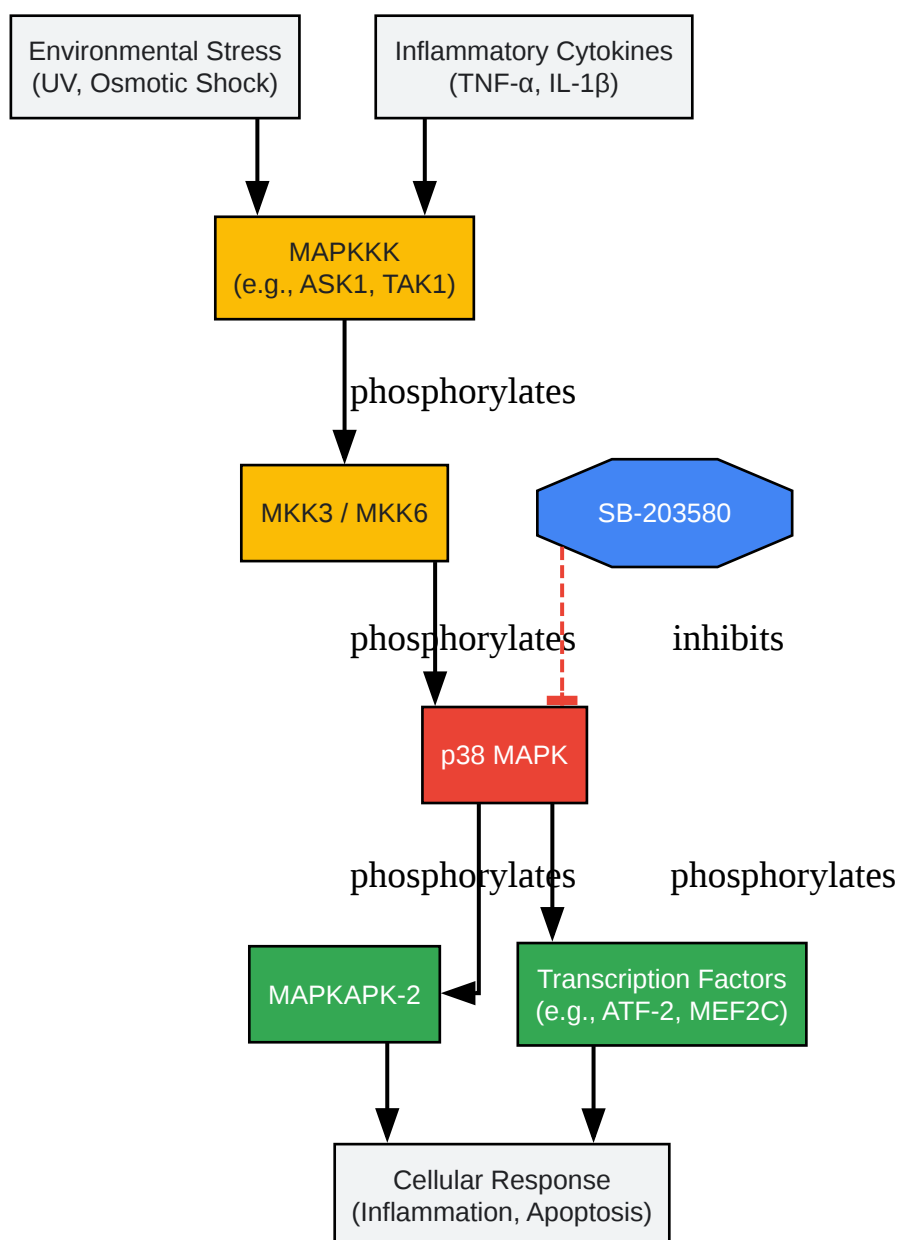 Environmental Stress
(UV, Osmotic Shock)
Inflammatory Cytokines
(TNF-α, IL-1β)
MAPKKK
(e.g., ASK1, TAK1)
phosphorylates
MKK3 / MKK6
SB-203580
phosphorylates
inhibits
p38 MAPK
phosphorylates
phosphorylates
MAPKAPK-2
Transcription Factors
(e.g., ATF-2, MEF2C)
Cellular Response
(Inflammation, Apoptosis)